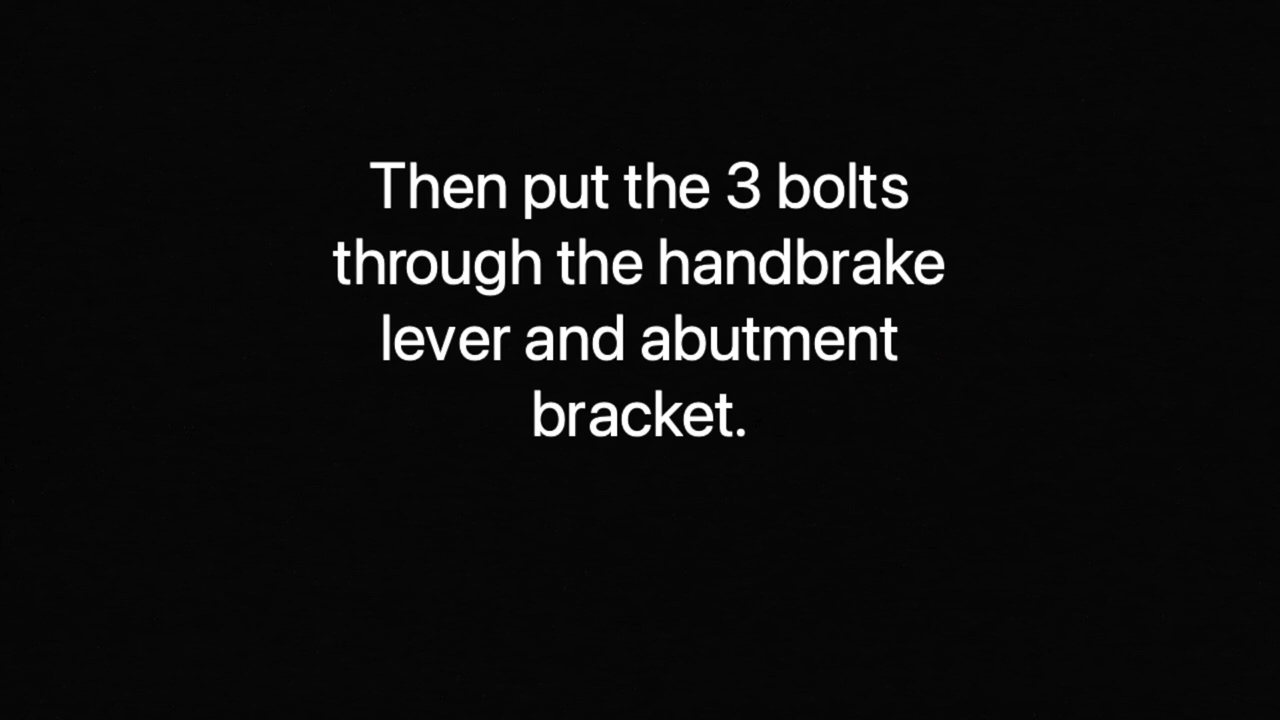 Then put the 3 bolts
through the handbrake
lever and abutment
bracket.